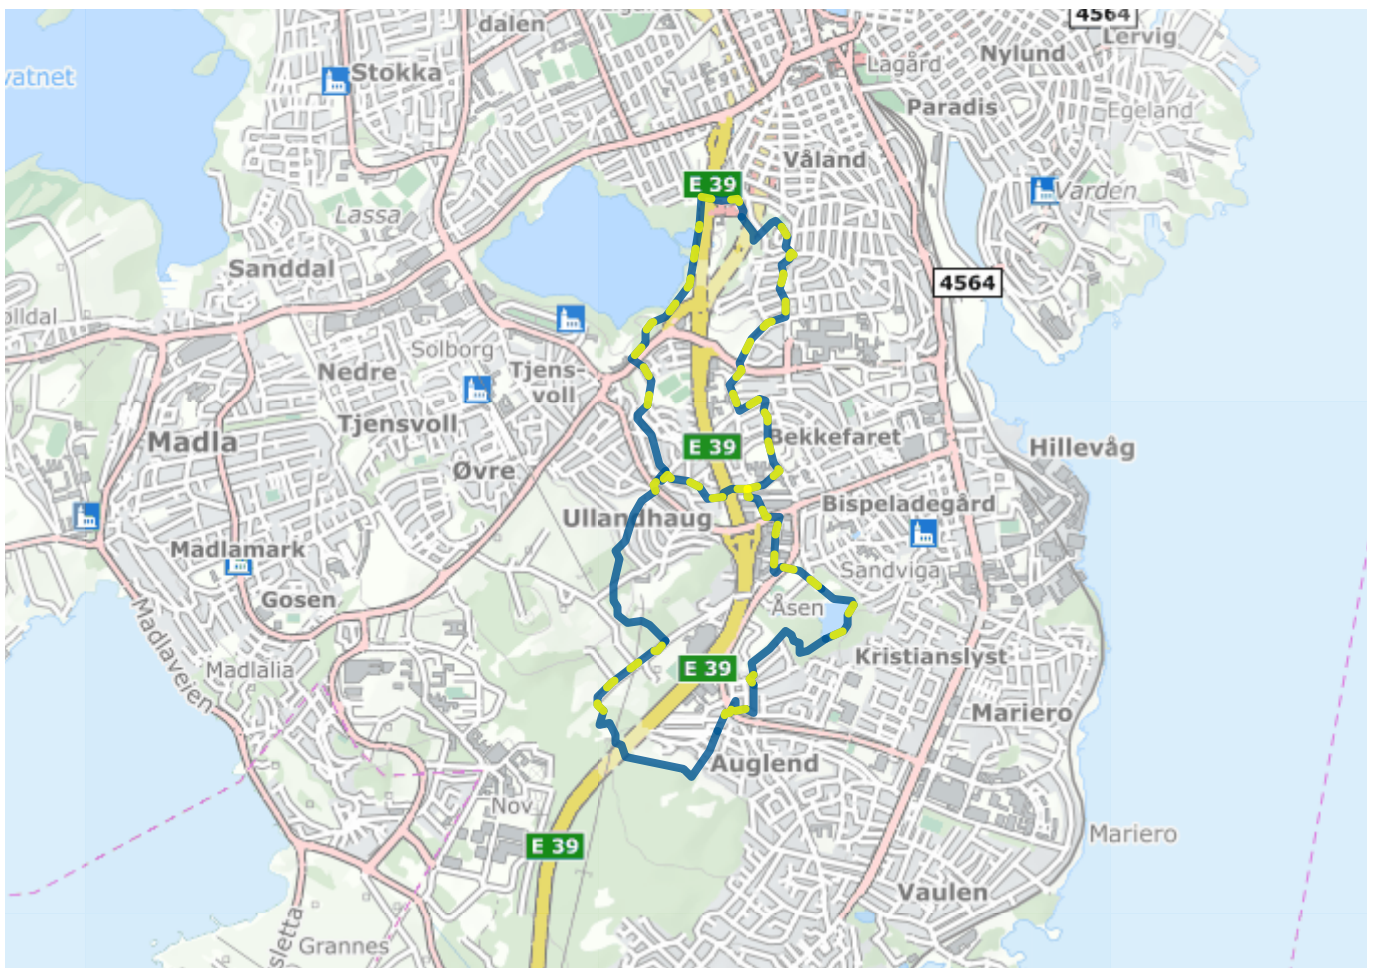 4564
dalen
Lervig
Nylund
Lagård
vatnet
Stokka
Paradis
Egeland
Våland
E 39
Varden
Lassa
Sanddal
4564
olldal
Solborg
Nedre
Tjens-
voll
Tjensvoll
Madla
E 39
Bekkefaret
Hillevåg
Øvre
Bispeladegård
Ullandhaug
Madlamark
Sandviga
Gosen
Åsen
Madlaveien
Madlalia
E 39
Kristianslyst
Mariero
Auglend
Nov
Mariero
E 39
Vaulen
sletta
Grannes